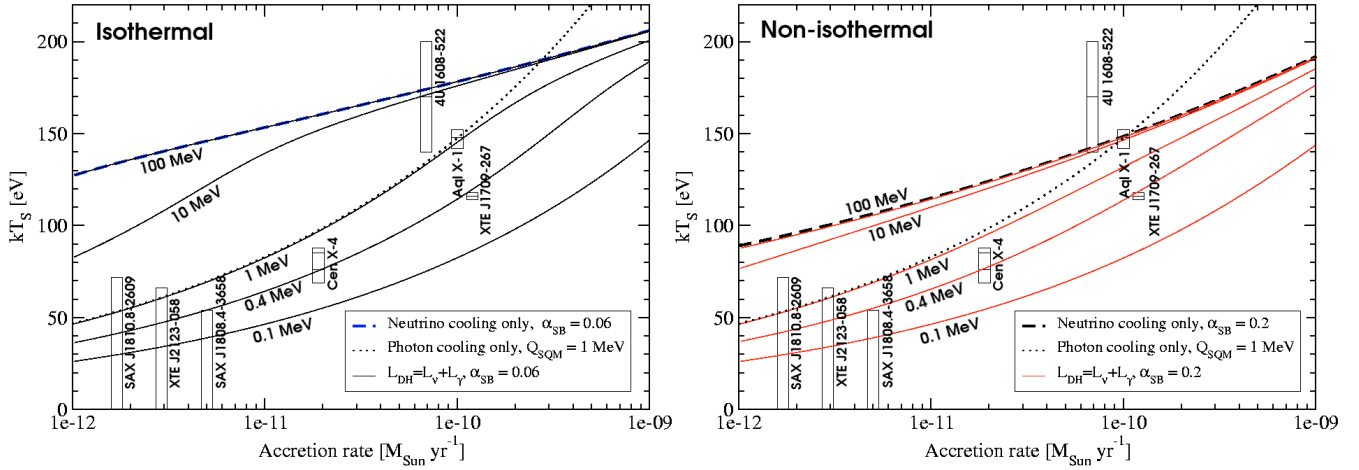 Isothermal
200
150
100
50
0
kT_S [eV]
1e-12
1e-11
1e-10
1e-09
Accretion rate [M_Sun yr^-1]
100 MeV
10 MeV
1 MeV
0.4 MeV
0.1 MeV
4U 1608-522
Aql X-1
XTE J1709-267
Cen X-4
SAX J1810.8-2609
XTE J2123-058
SAX J1808.4-3658
Neutrino cooling only, α_SB = 0.06
Photon cooling only, Q_SQM = 1 MeV
L_DH=L_ν+L_γ, α_SB = 0.06
Non-isothermal
200
150
100
50
0
kT_S [eV]
1e-12
1e-11
1e-10
1e-09
Accretion rate [M_Sun yr^-1]
100 MeV
10 MeV
1 MeV
0.4 MeV
0.1 MeV
4U 1608-522
Aql X-1
XTE J1709-267
Cen X-4
SAX J1810.8-2609
XTE J2123-058
SAX J1808.4-3658
Neutrino cooling only, α_SB = 0.2
Photon cooling only, Q_SQM = 1 MeV
L_DH=L_ν+L_γ, α_SB = 0.2